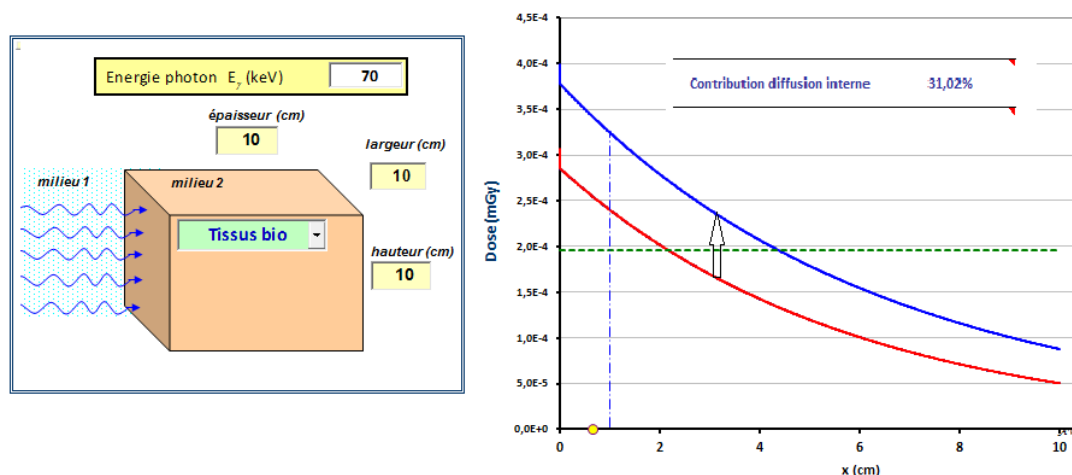 Energie photon Eγ (keV) 70
épaisseur (cm)
10
largeur (cm)
10
milieu 1
milieu 2
Tissus bio
hauteur (cm)
10
4,5E-4
4,0E-4
3,5E-4
3,0E-4
2,5E-4
2,0E-4
1,5E-4
1,0E-4
5,0E-5
0,0E+0
Dose (mGy)
Contribution diffusion interne 31,02%
0 2 4 6 8 10
x (cm)